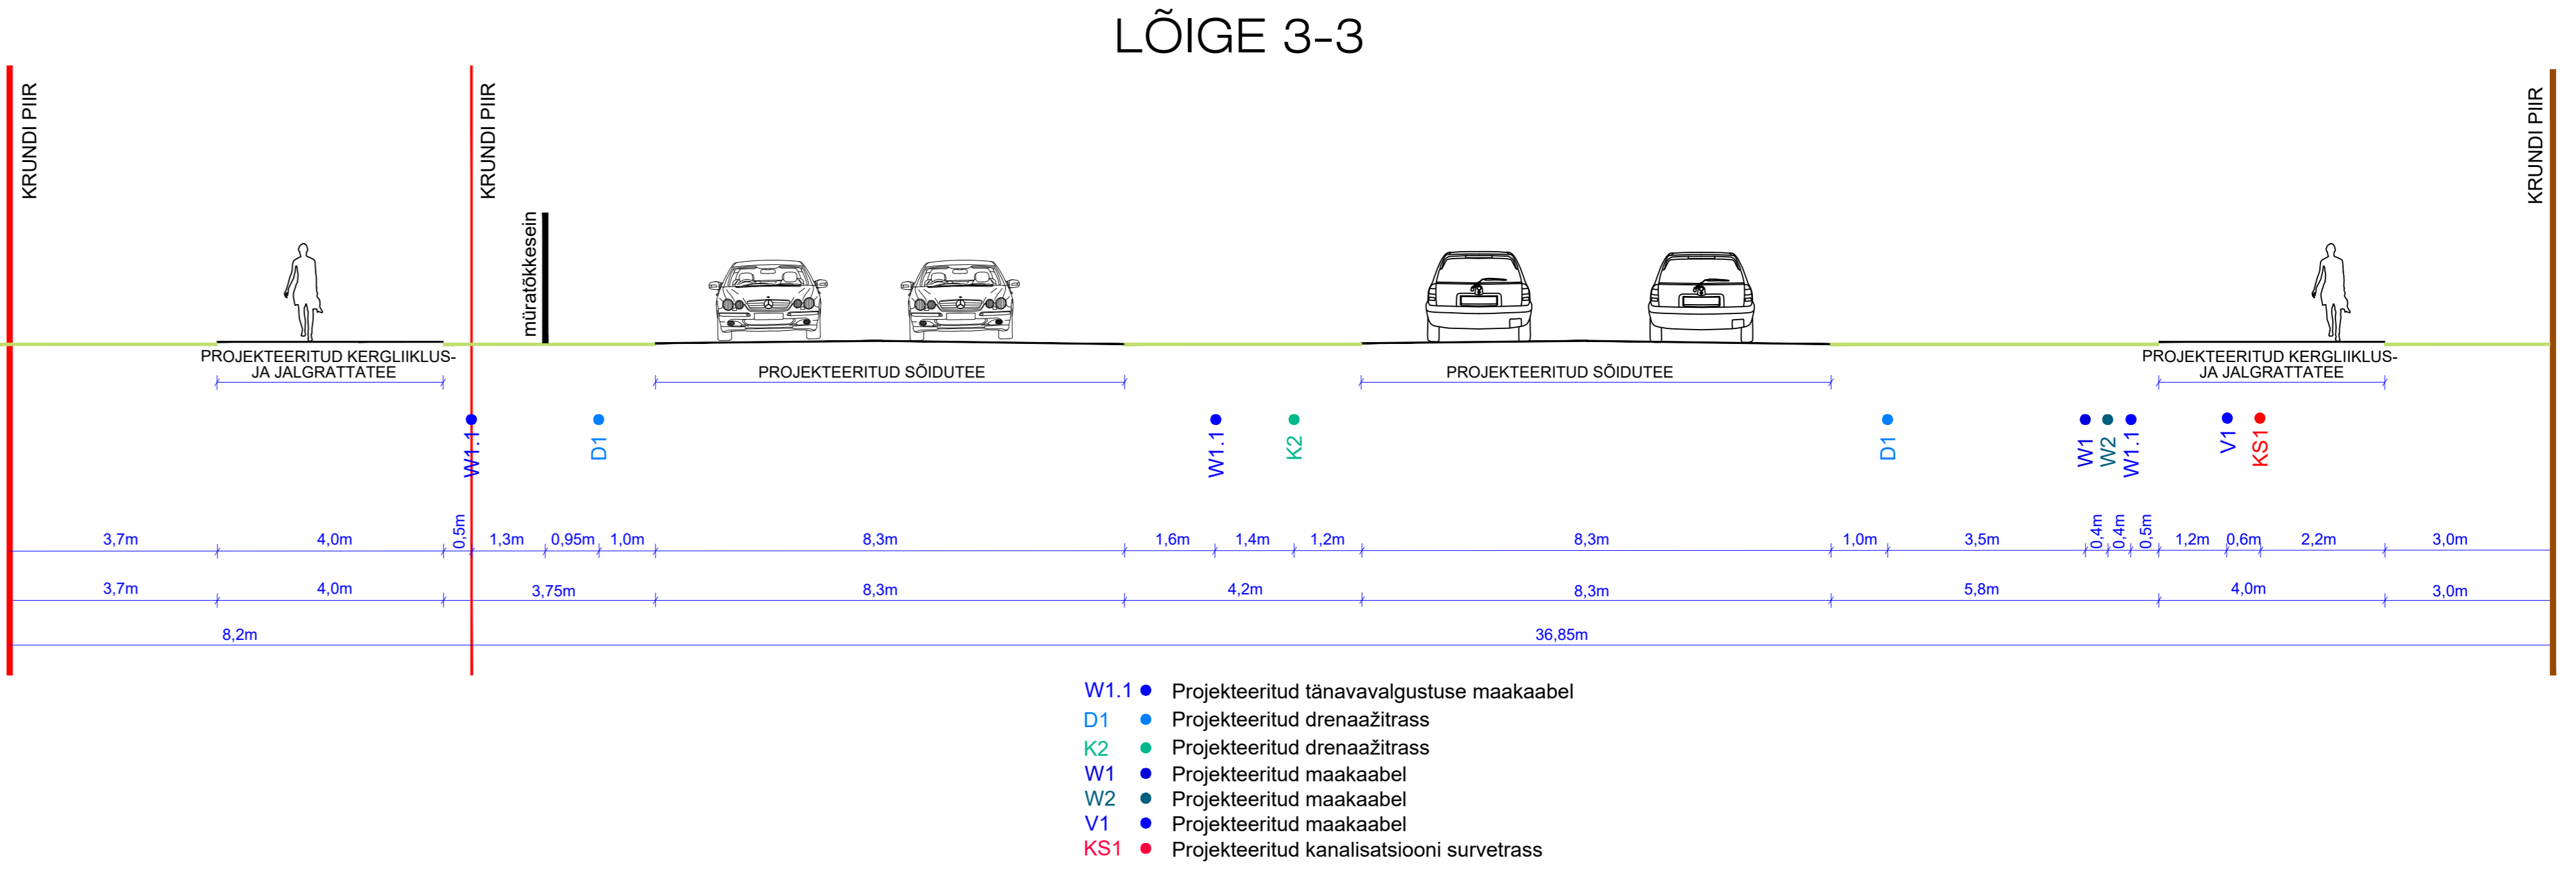 LÕIGE 3-3
KRUNDI PIIR
KRUNDI PIIR
KRUNDI PIIR
müratõkkesein
PROJEKTEERITUD KERGLIIKLUS-
JA JALGRATTATEE
PROJEKTEERITUD SÕIDUTEE
PROJEKTEERITUD SÕIDUTEE
PROJEKTEERITUD KERGLIIKLUS-
JA JALGRATTATEE
W1.1
D1
W1.1
K2
D1
W1
W2
W1.1
V1
KS1
3,7m 4,0m 0,5m 1,3m 0,95m 1,0m 8,3m 1,6m 1,4m 1,2m 8,3m 1,0m 3,5m 0,4m 0,4m 0,5m 1,2m 0,6m 2,2m 3,0m
3,7m 4,0m 3,75m 8,3m 4,2m 8,3m 5,8m 4,0m 3,0m
8,2m 36,85m
W1.1 Projekteeritud tänavavalgustuse maakaabel
D1 Projekteeritud drenaažitrass
K2 Projekteeritud drenaažitrass
W1 Projekteeritud maakaabel
W2 Projekteeritud maakaabel
V1 Projekteeritud maakaabel
KS1 Projekteeritud kanalisatsiooni survetrass